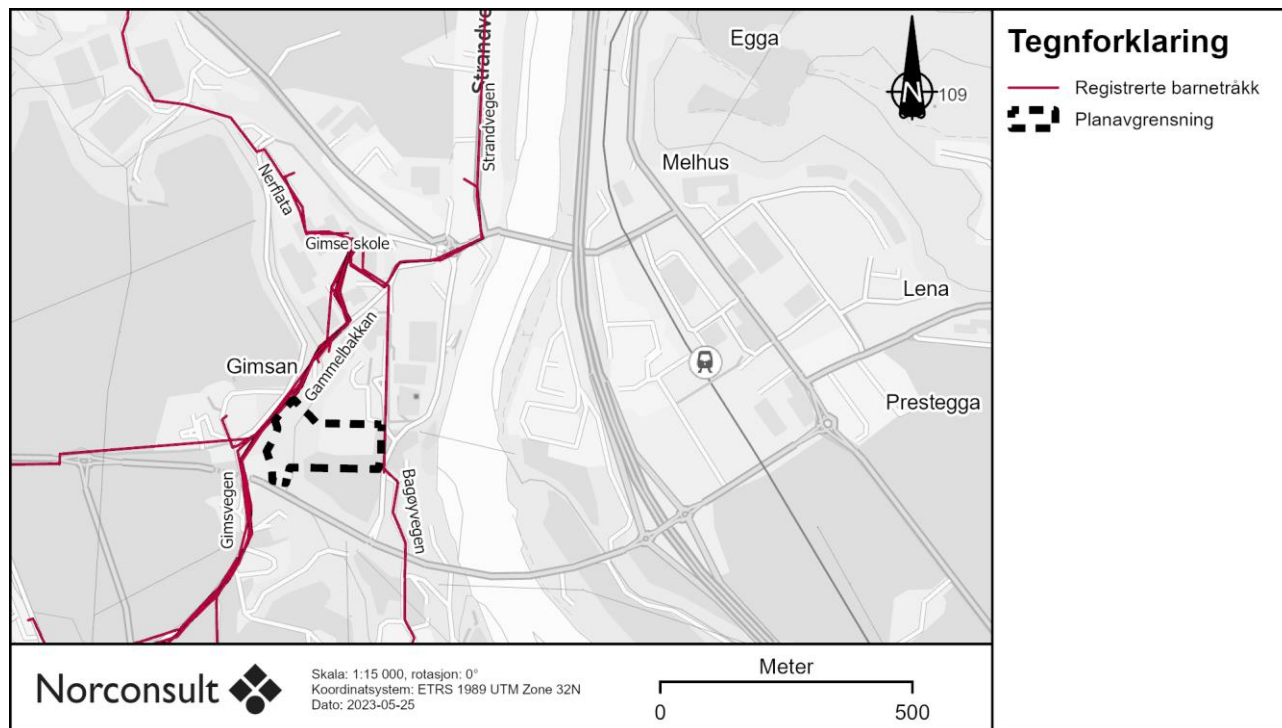 Egga
109
Melhus
Strandve
Strandvegen
Nerflata
Gimse skole
Gammelbakkan
Gimsan
Lena
Prestegga
Gimsvegen
Bagøyvegen
N
Tegnforklaring
Registrerte barnetråkk
Planavgrensning
Norconsult
Skala: 1:15 000, rotasjon: 0°
Koordinatsystem: ETRS 1989 UTM Zone 32N
Dato: 2023-05-25
Meter
0 500